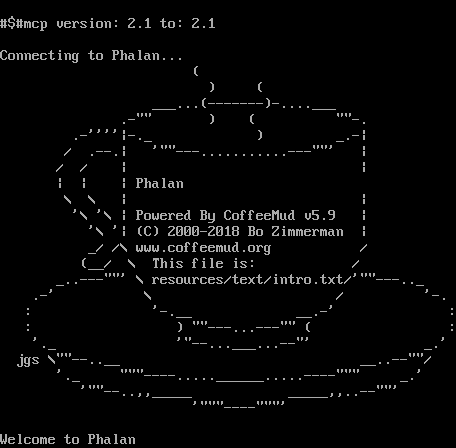 #$#mcp version: 2.1 to: 2.1
Connecting to Phalan...
Phalan
Powered By CoffeeMud v5.9
(C) 2000-2018 Bo Zimmerman
www.coffeemud.org
This file is:
resources/text/intro.txt
jgs
Welcome to Phalan